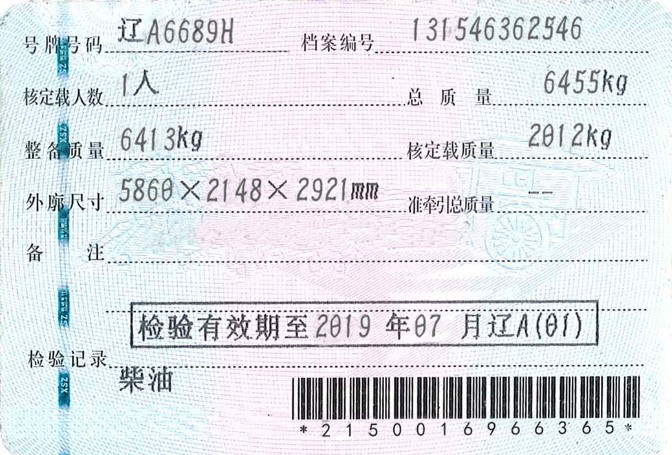 号牌号码 辽A6689H 档案编号 131546362546
核定载人数 1人 总质量 6455kg
整备质量 6413kg 核定载质量 2012kg
外廓尺寸 5860×2148×2921mm 准牵引总质量 --
备注
检验有效期至2019年07月辽A(01)
检验记录
柴油
*2150016966365*